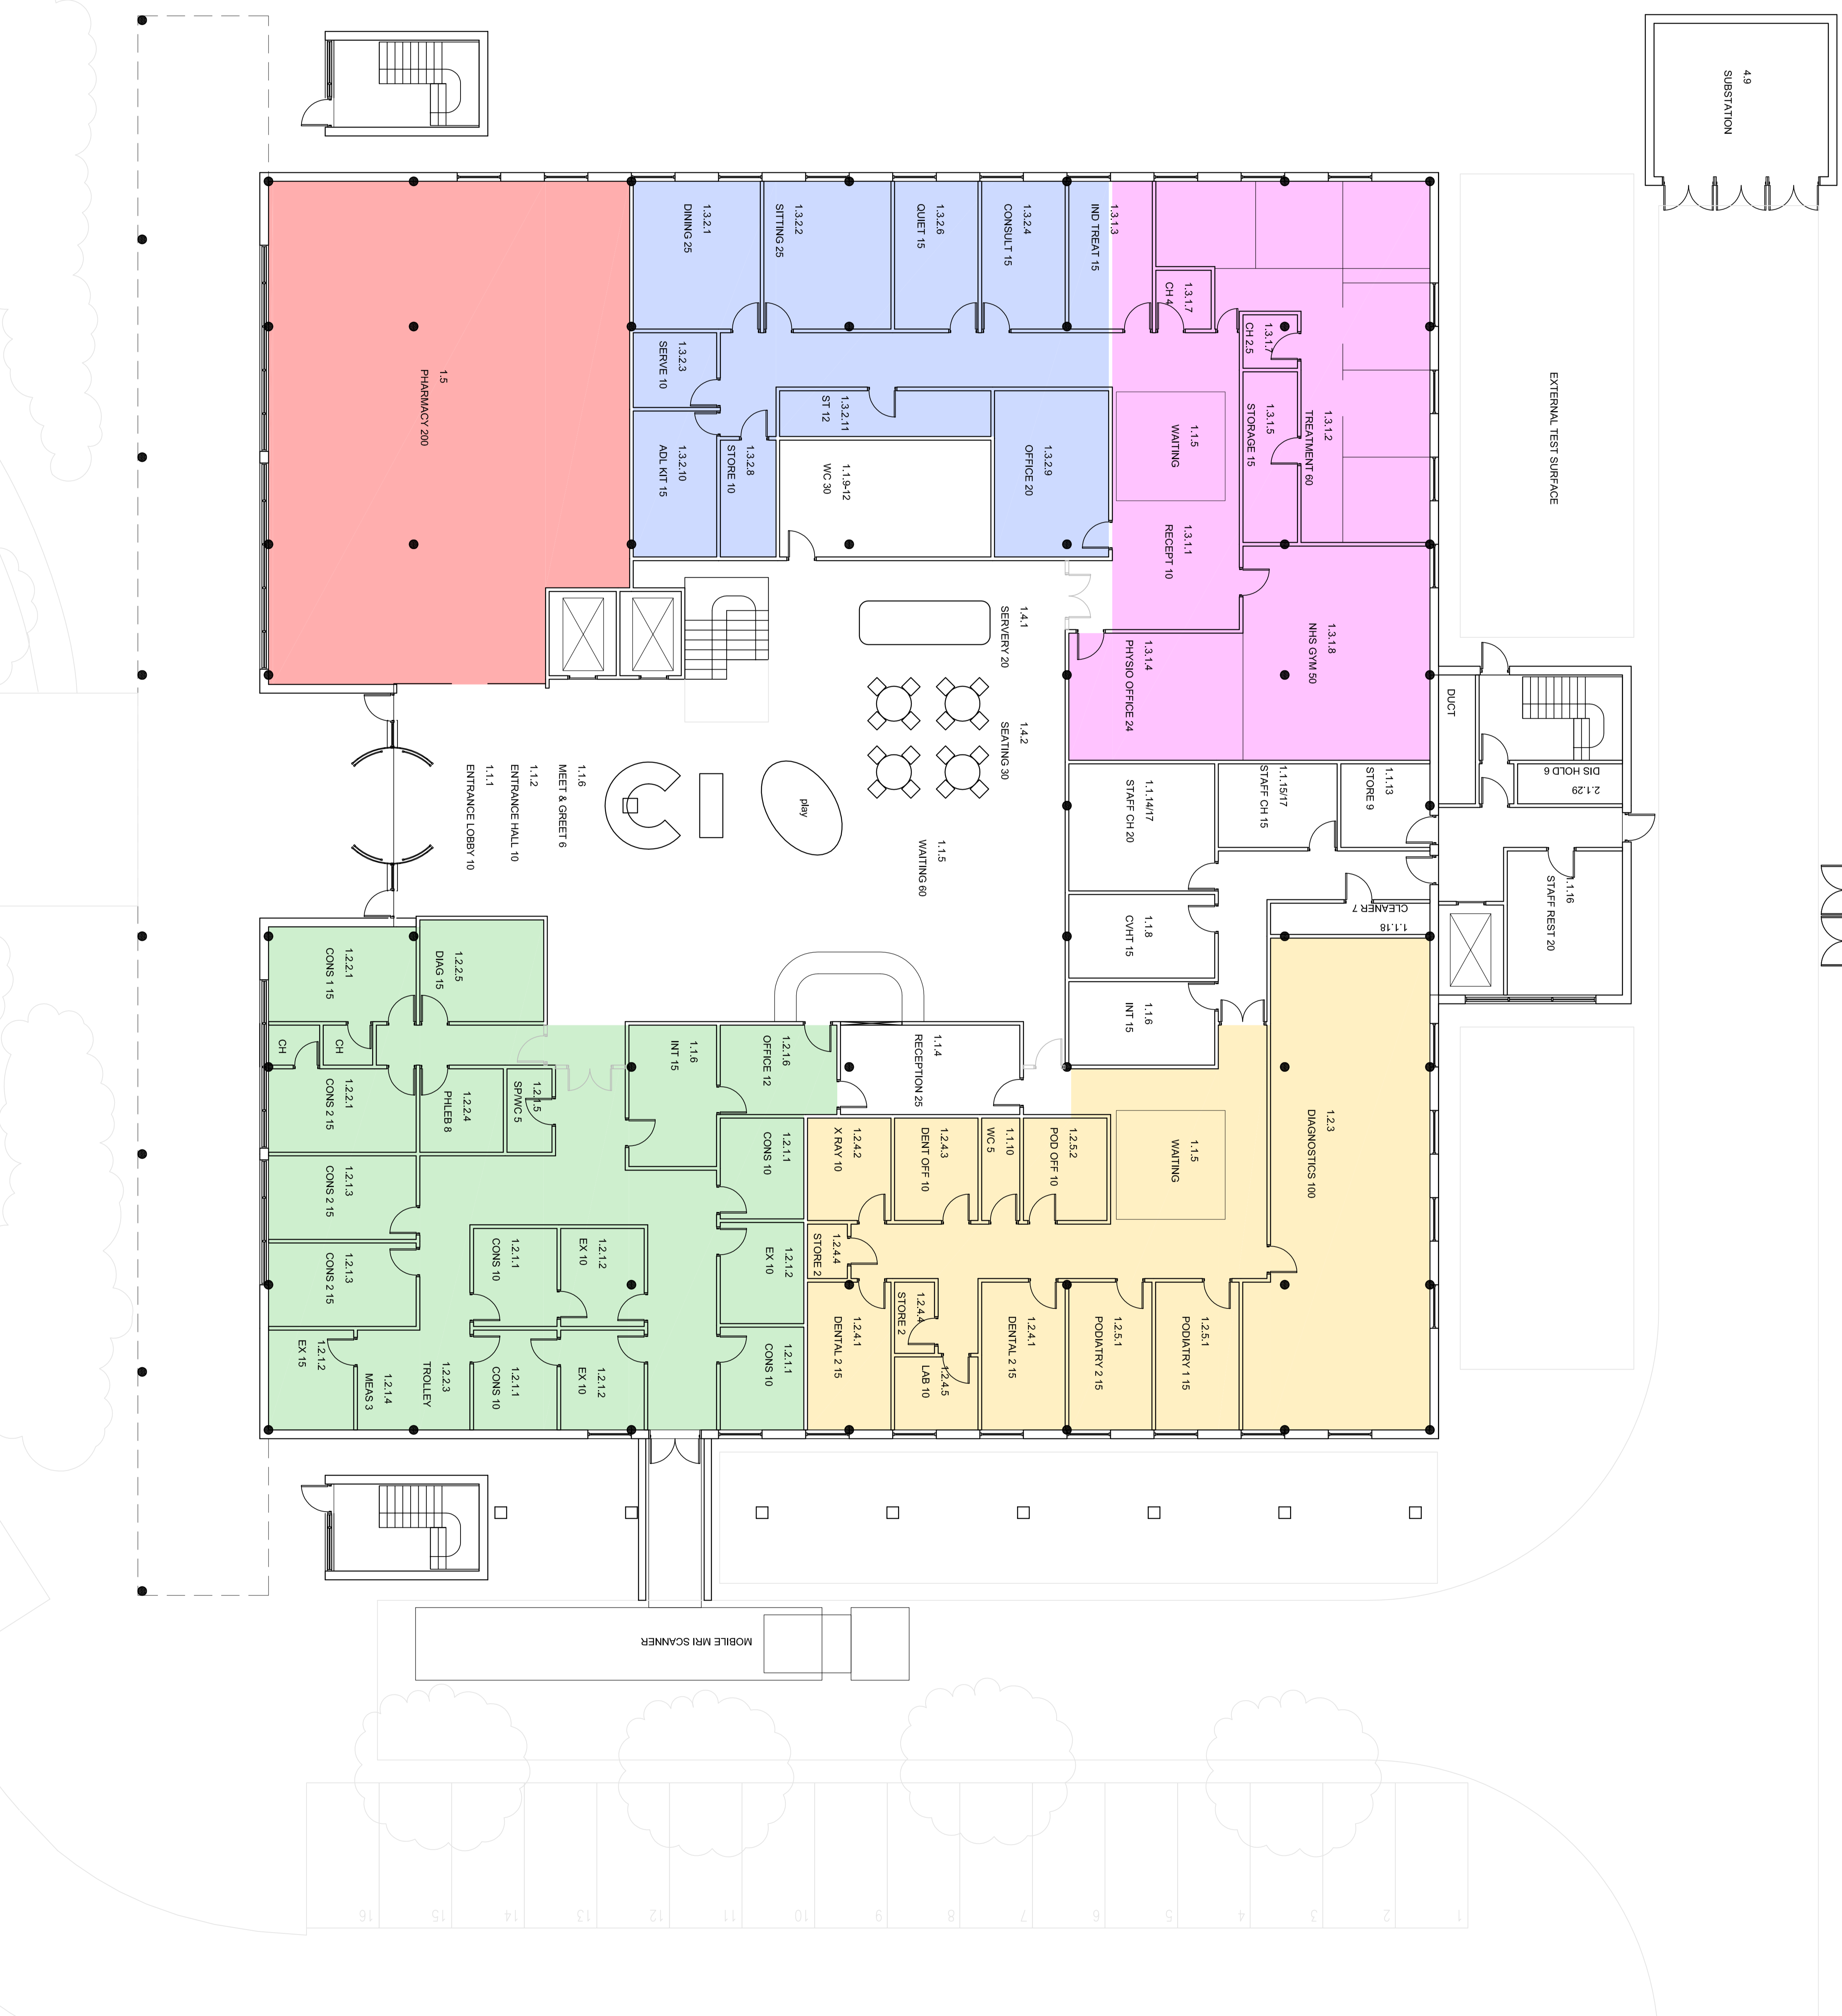 4.9
SUBSTATION
EXTERNAL TEST SURFACE
1.5
PHARMACY 200
1.3.2.1
DINING 25
1.3.2.2
SITTING 25
1.3.2.6
QUIET 15
1.3.2.4
CONSULT 15
1.3.1.3
IND TREAT 15
1.3.1.7
CH 4
1.3.1.7
CH 2.5
1.3.1.5
STORAGE 15
1.3.1.2
TREATMENT 60
1.3.2.3
SERVE 10
1.3.2.10
ADL KIT 15
1.3.2.8
STORE 10
1.3.2.11
ST 12
1.1.9-12
WC 30
1.3.2.9
OFFICE 20
1.1.5
WAITING
1.3.1.1
RECEPT 10
1.3.1.8
NHS GYM 50
1.3.1.4
PHYSIO OFFICE 24
1.4.1
SERVERY 20
1.4.2
SEATING 30
DUCT
2.1.29
DIS HOLD 6
1.1.13
STORE 9
1.1.15/17
STAFF CH 15
1.1.14/17
STAFF CH 20
1.1.16
STAFF REST 20
1.1.18
CLEANER 7
1.1.8
CVHT 15
1.1.6
INT 15
1.1.6
MEET & GREET 6
1.1.2
ENTRANCE HALL 10
1.1.1
ENTRANCE LOBBY 10
play
1.1.5
WAITING 60
1.2.2.1
CONS 1 15
1.2.2.5
DIAG 15
CH
CH
1.2.2.1
CONS 2 15
1.2.2.4
PHLEB 8
1.2.1.5
SP/WC 5
1.1.6
INT 15
1.2.1.6
OFFICE 12
1.1.4
RECEPTION 25
1.2.1.3
CONS 2 15
1.2.1.3
CONS 2 15
1.2.1.1
CONS 10
1.2.1.2
EX 10
1.2.1.1
CONS 10
1.2.1.2
EX 10
1.2.1.1
CONS 10
1.2.1.2
EX 15
1.2.1.4
MEAS 3
1.2.2.3
TROLLEY
1.2.1.1
CONS 10
1.2.1.2
EX 10
1.2.4.2
X RAY 10
1.2.4.3
DENT OFF 10
1.1.10
WC 5
1.2.5.2
POD OFF 10
1.1.5
WAITING
1.2.3
DIAGNOSTICS 100
1.2.4.4
STORE 2
1.2.4.1
DENTAL 2 15
1.2.4.4
STORE 2
1.2.4.5
LAB 10
1.2.4.1
DENTAL 2 15
1.2.5.1
PODIATRY 2 15
1.2.5.1
PODIATRY 1 15
MOBILE MRI SCANNER
1
2
3
4
5
6
7
8
9
10
11
12
13
14
15
16